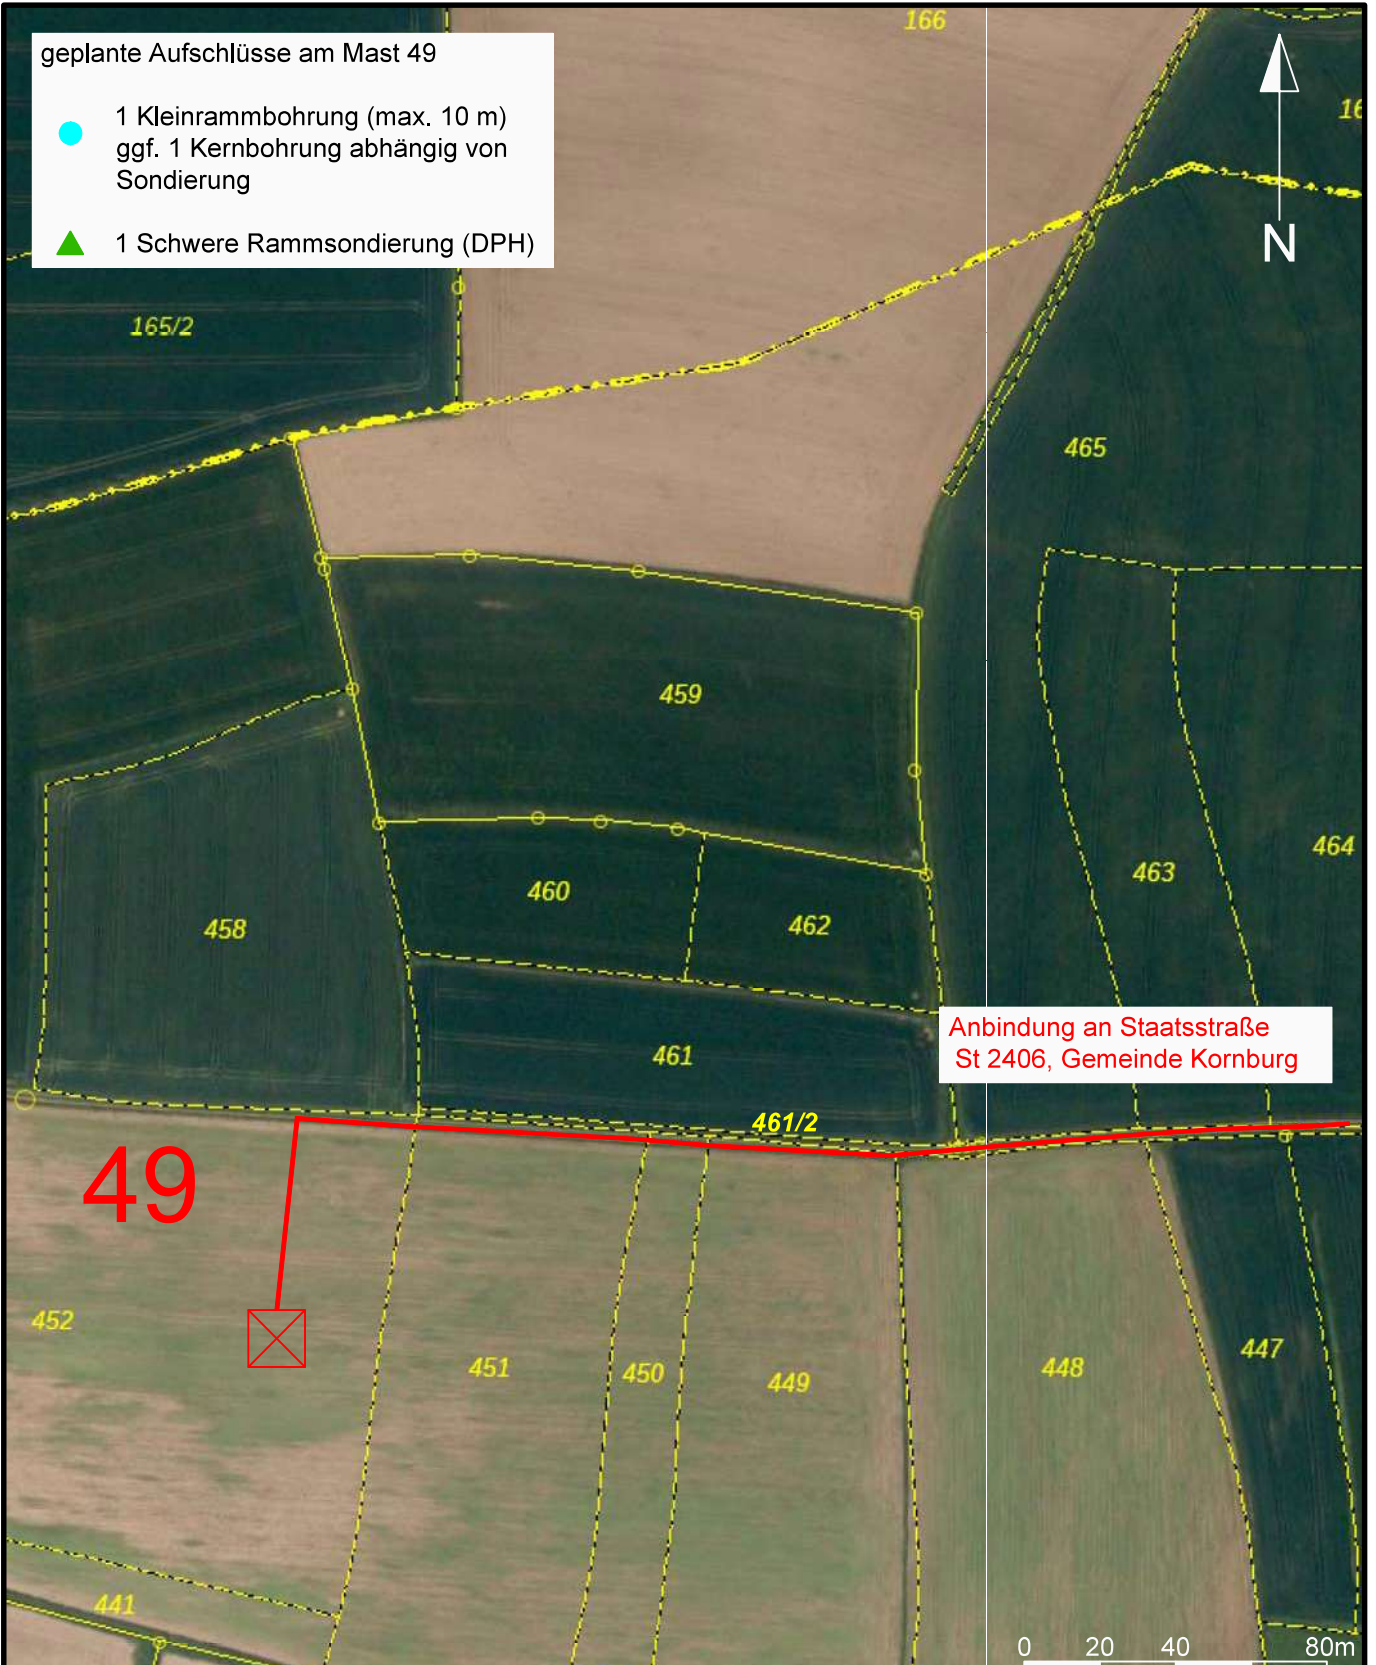 166
geplante Aufschlüsse am Mast 49
1 Kleinrammbohrung (max. 10 m)
ggf. 1 Kernbohrung abhängig von
Sondierung
1 Schwere Rammsondierung (DPH)
N
165/2
465
459
464
463
460
462
458
461
Anbindung an Staatsstraße
St 2406, Gemeinde Kornburg
461/2
49
452
451
450
449
448
447
441
0 20 40 80m